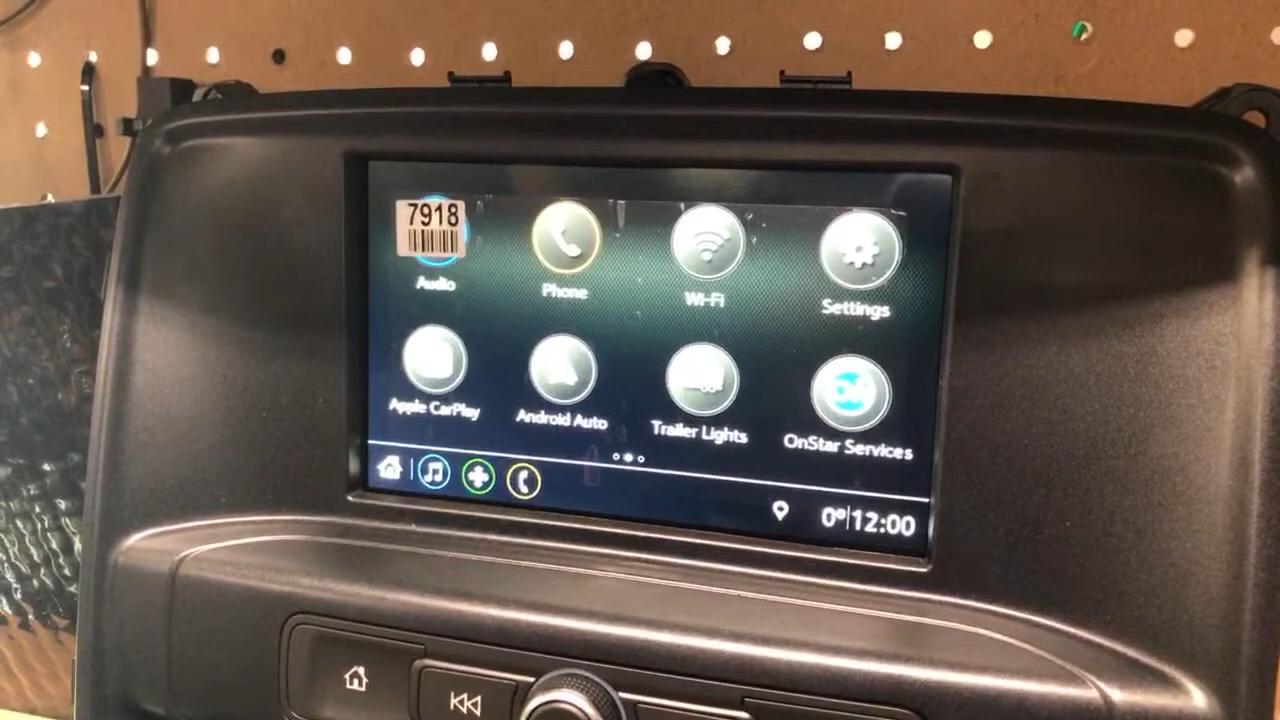 7918
Audio Phone Wi-Fi Settings
Apple CarPlay Android Auto Trailer Lights OnStar Services
0° 12:00